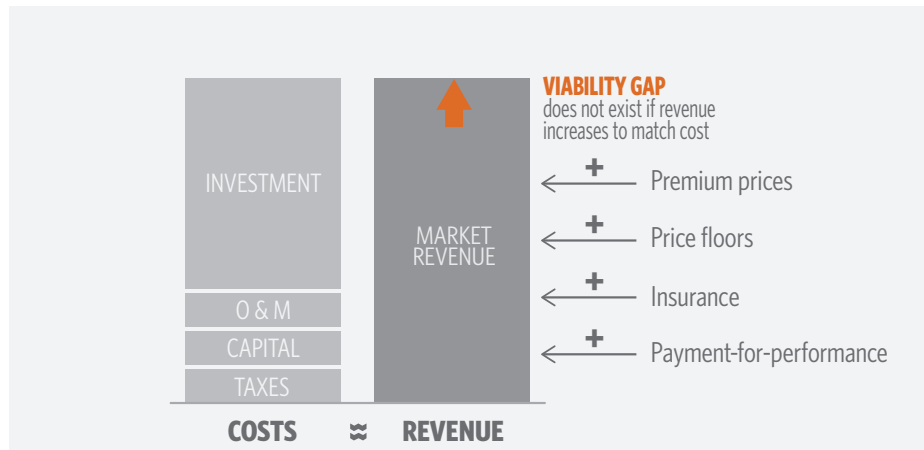 VIABILITY GAP
does not exist if revenue
increases to match cost
INVESTMENT
O & M
CAPITAL
TAXES
MARKET
REVENUE
+
Premium prices
+
Price floors
+
Insurance
+
Payment-for-performance
COSTS ≈ REVENUE